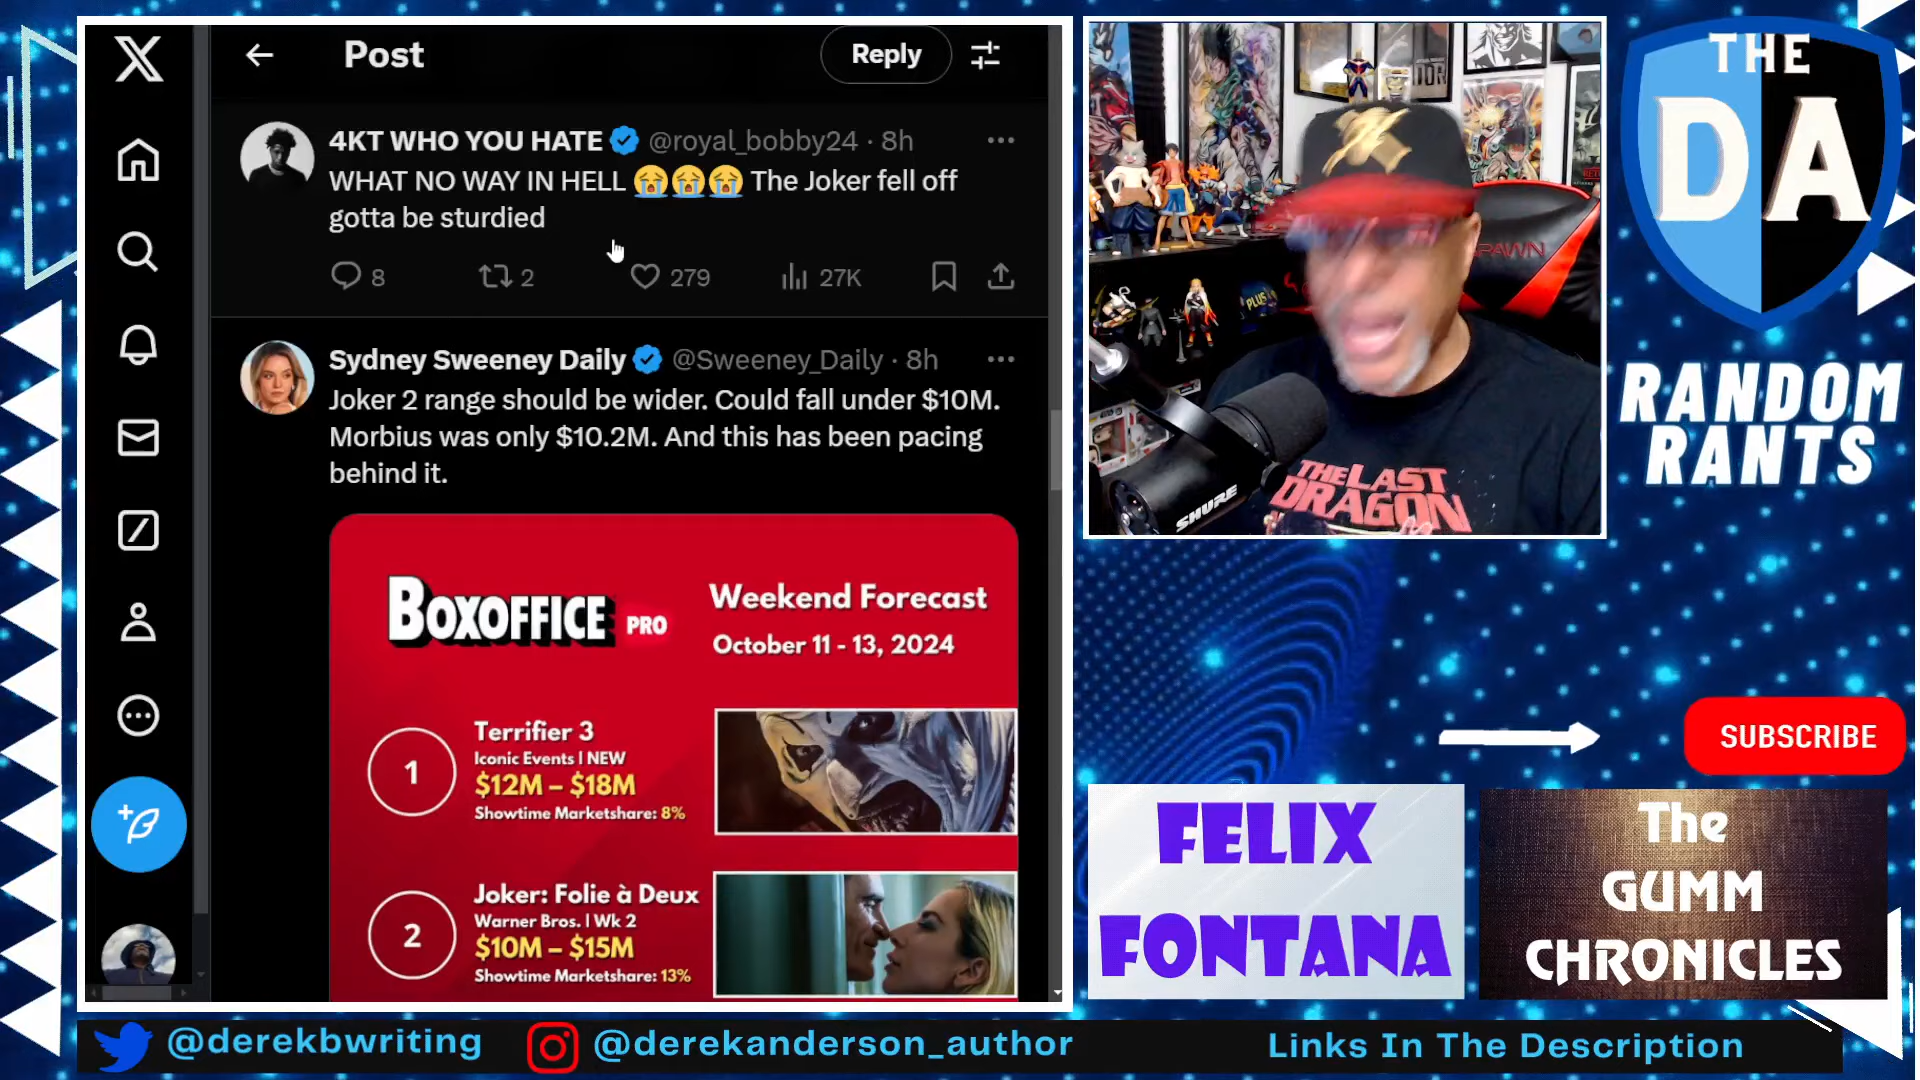 Post
Reply
4KT WHO YOU HATE @royal_bobby24 · 8h
WHAT NO WAY IN HELL 😭😭😭 The Joker fell off
gotta be sturdied
8 2 279 27K
Sydney Sweeney Daily @Sweeney_Daily · 8h
Joker 2 range should be wider. Could fall under $10M.
Morbius was only $10.2M. And this has been pacing
behind it.
BOXOFFICE PRO
Weekend Forecast
October 11 - 13, 2024
1
Terrifier 3
Iconic Events | NEW
$12M – $18M
Showtime Marketshare: 8%
2
Joker: Folie à Deux
Warner Bros. | Wk 2
$10M – $15M
Showtime Marketshare: 13%
PLUS
THE LAST
DRAGON
SHURE
THE
DA
RANDOM
RANTS
SUBSCRIBE
FELIX
FONTANA
The
GUMM
CHRONICLES
@derekbwriting
@derekanderson_author
Links In The Description